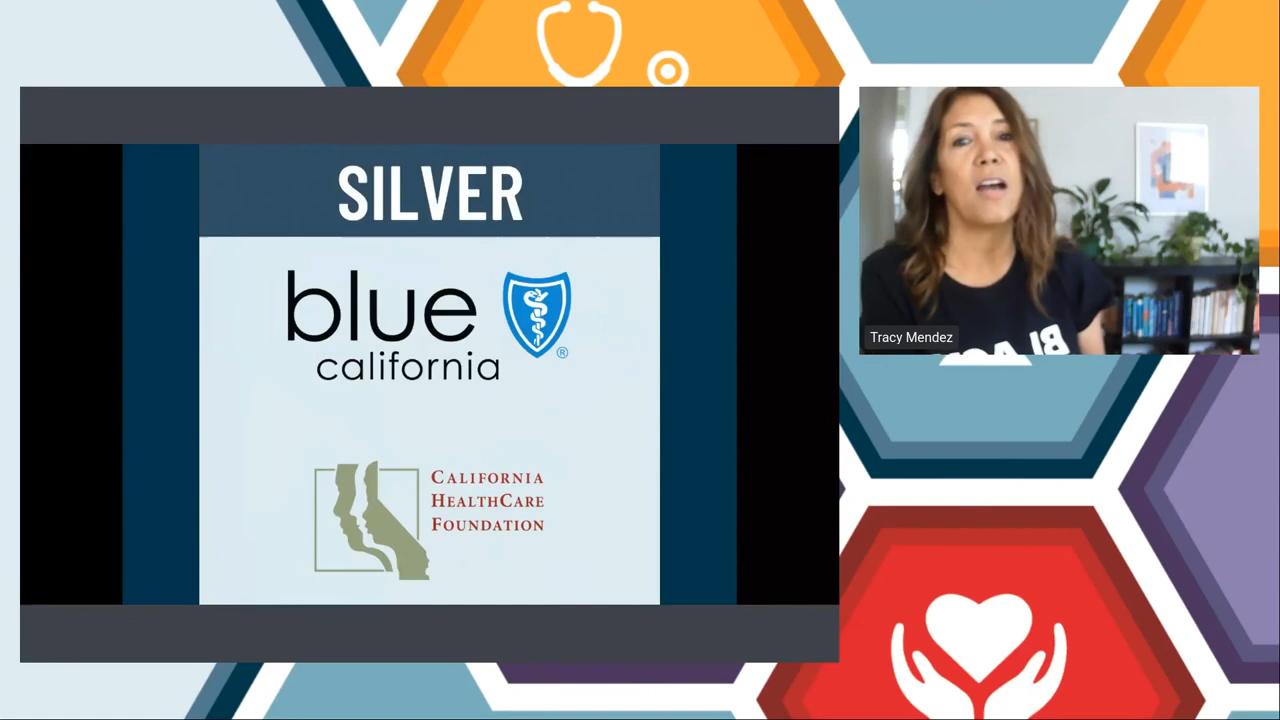 SILVER
blue
california
®
CALIFORNIA
HEALTHCARE
FOUNDATION
Tracy Mendez